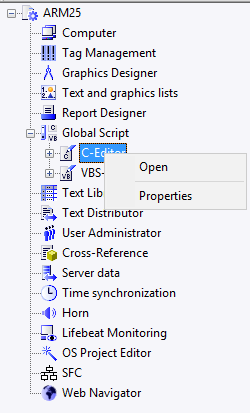 ARM25
Computer
Tag Management
Graphics Designer
Text and graphics lists
Report Designer
Global Script
C-Editor
Open
VBS-
Properties
Text Lib
Text Distributor
User Administrator
Cross-Reference
Server data
Time synchronization
Horn
Lifebeat Monitoring
OS Project Editor
SFC
Web Navigator